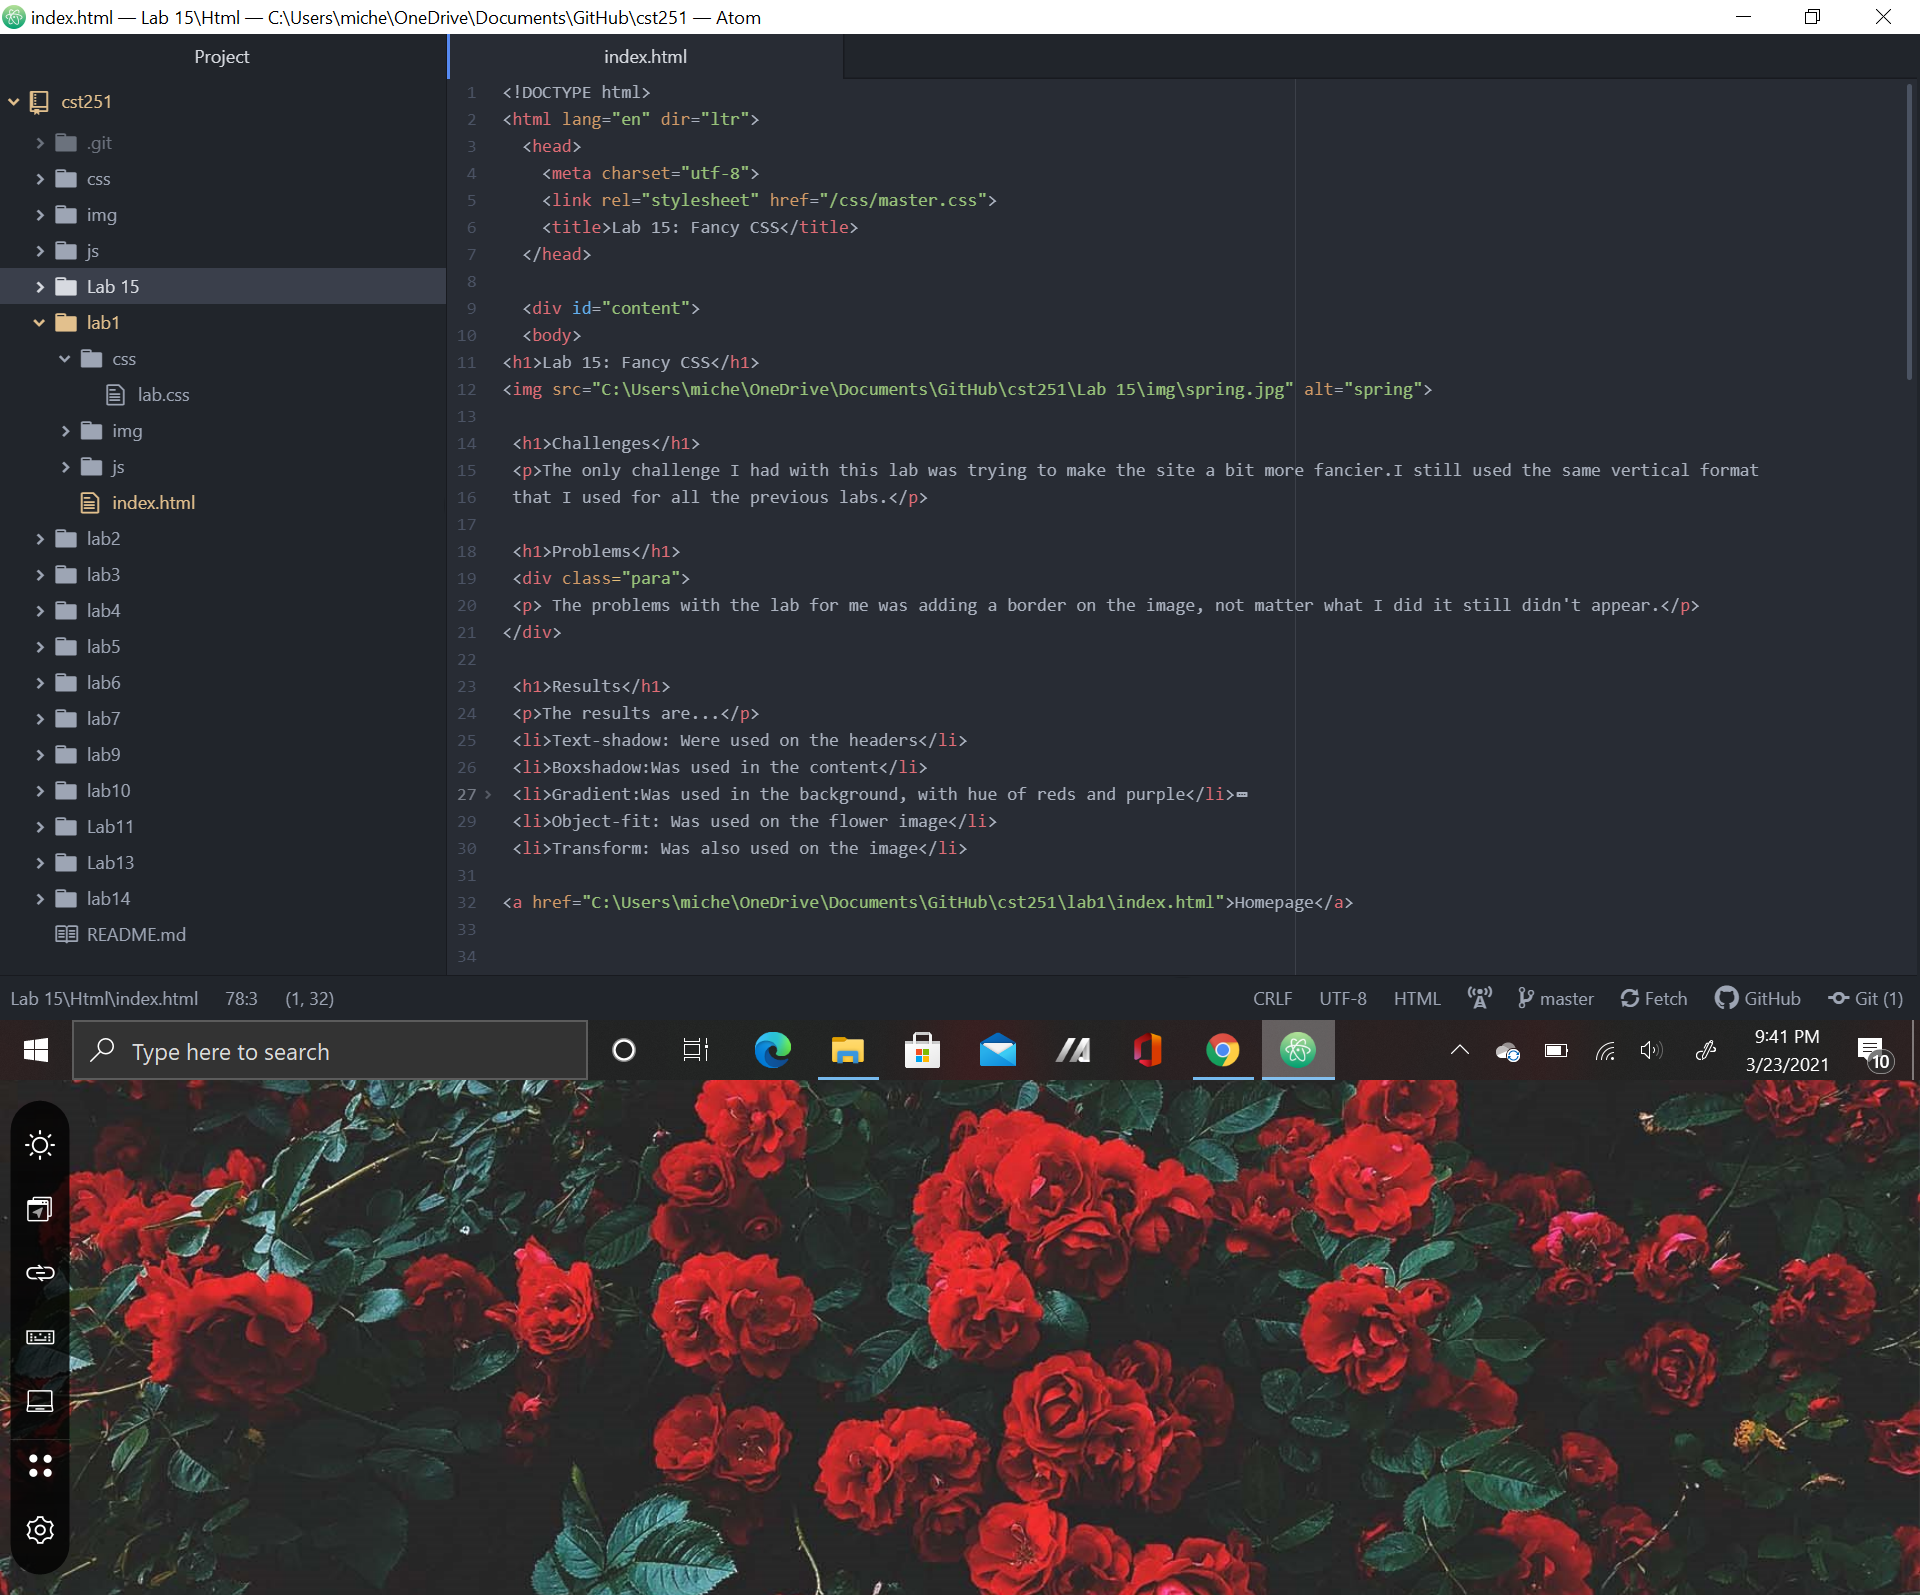 index.html — Lab 15\Html — C:\Users\miche\OneDrive\Documents\GitHub\cst251 — Atom
Project
cst251
.git
css
img
js
Lab 15
lab1
css
lab.css
img
js
index.html
lab2
lab3
lab4
lab5
lab6
lab7
lab9
lab10
Lab11
Lab13
lab14
README.md
index.html
1 <!DOCTYPE html>
2 <html lang="en" dir="ltr">
3 <head>
4 <meta charset="utf-8">
5 <link rel="stylesheet" href="/css/master.css">
6 <title>Lab 15: Fancy CSS</title>
7 </head>
8
9 <div id="content">
10 <body>
11 <h1>Lab 15: Fancy CSS</h1>
12 <img src="C:\Users\miche\OneDrive\Documents\GitHub\cst251\Lab 15\img\spring.jpg" alt="spring">
13
14 <h1>Challenges</h1>
15 <p>The only challenge I had with this lab was trying to make the site a bit more fancier.I still used the same vertical format
16 that I used for all the previous labs.</p>
17
18 <h1>Problems</h1>
19 <div class="para">
20 <p> The problems with the lab for me was adding a border on the image, not matter what I did it still didn't appear.</p>
21 </div>
22
23 <h1>Results</h1>
24 <p>The results are...</p>
25 <li>Text-shadow: Were used on the headers</li>
26 <li>Boxshadow:Was used in the content</li>
27 <li>Gradient:Was used in the background, with hue of reds and purple</li>
29 <li>Object-fit: Was used on the flower image</li>
30 <li>Transform: Was also used on the image</li>
31
32 <a href="C:\Users\miche\OneDrive\Documents\GitHub\cst251\lab1\index.html">Homepage</a>
33
34
Lab 15\Html\index.html 78:3 (1, 32) CRLF UTF-8 HTML master Fetch GitHub Git (1)
Type here to search
9:41 PM
3/23/2021
10